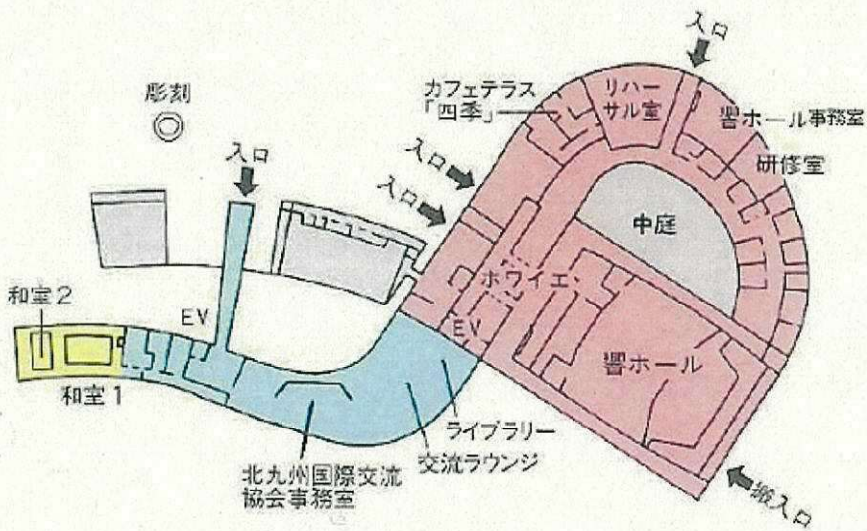 入口
カフェテラス
「四季」
リハー
サル室
響ホール事務室
研修室
彫刻
入口
入口
入口
中庭
和室2
EV
ホワイエ
EV
響ホール
和室1
ライブラリー
交流ラウンジ
北九州国際交流
協会事務室
搬入口